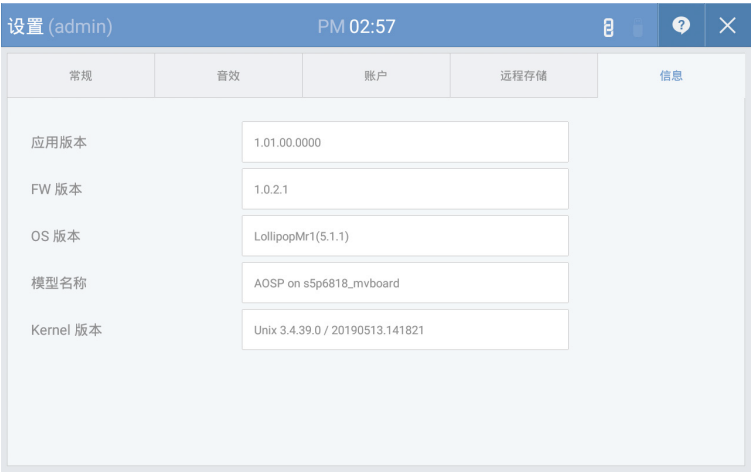 设置 (admin) PM 02:57
常规 音效 账户 远程存储 信息
应用版本 1.01.00.0000
FW 版本 1.0.2.1
OS 版本 LollipopMr1(5.1.1)
模型名称 AOSP on s5p6818_mvboard
Kernel 版本 Unix 3.4.39.0 / 20190513.141821